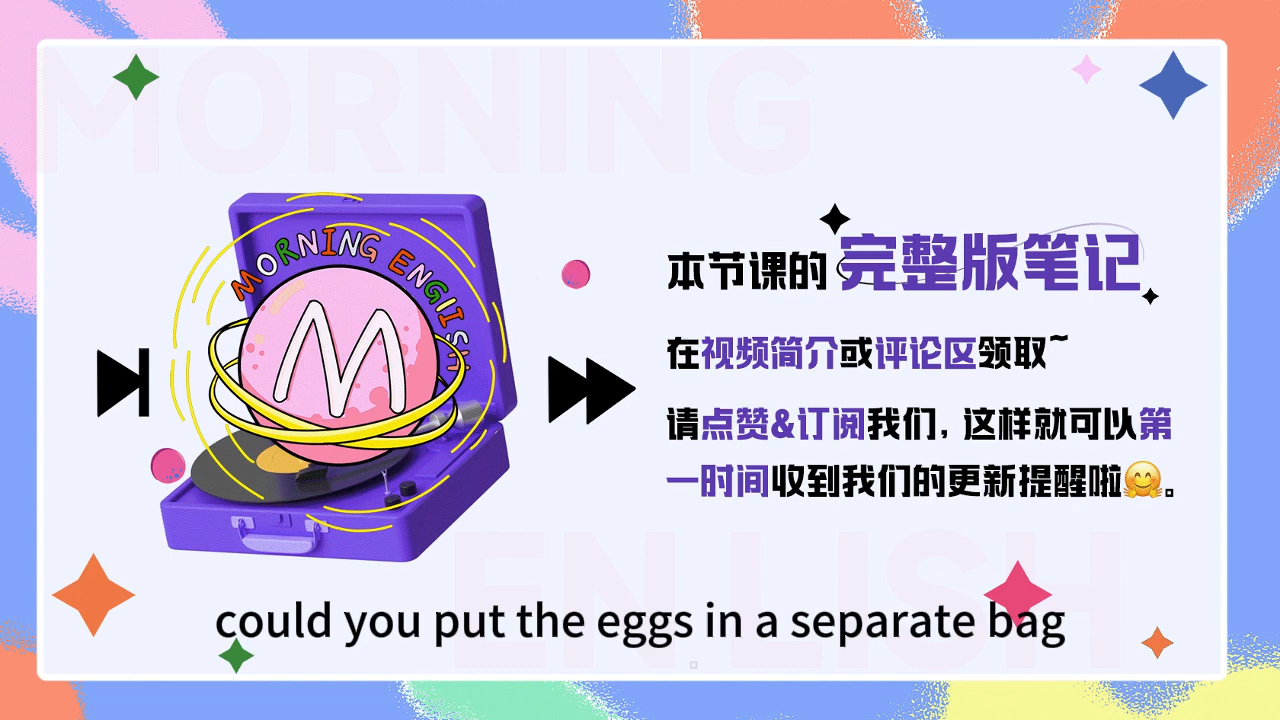 MORNING
MORNING ENGlISH
M
本节课的 完整版笔记
在视频简介或评论区领取~
请点赞&订阅我们, 这样就可以第
一时间收到我们的更新提醒啦🤗。
EN LISH
could you put the eggs in a separate bag